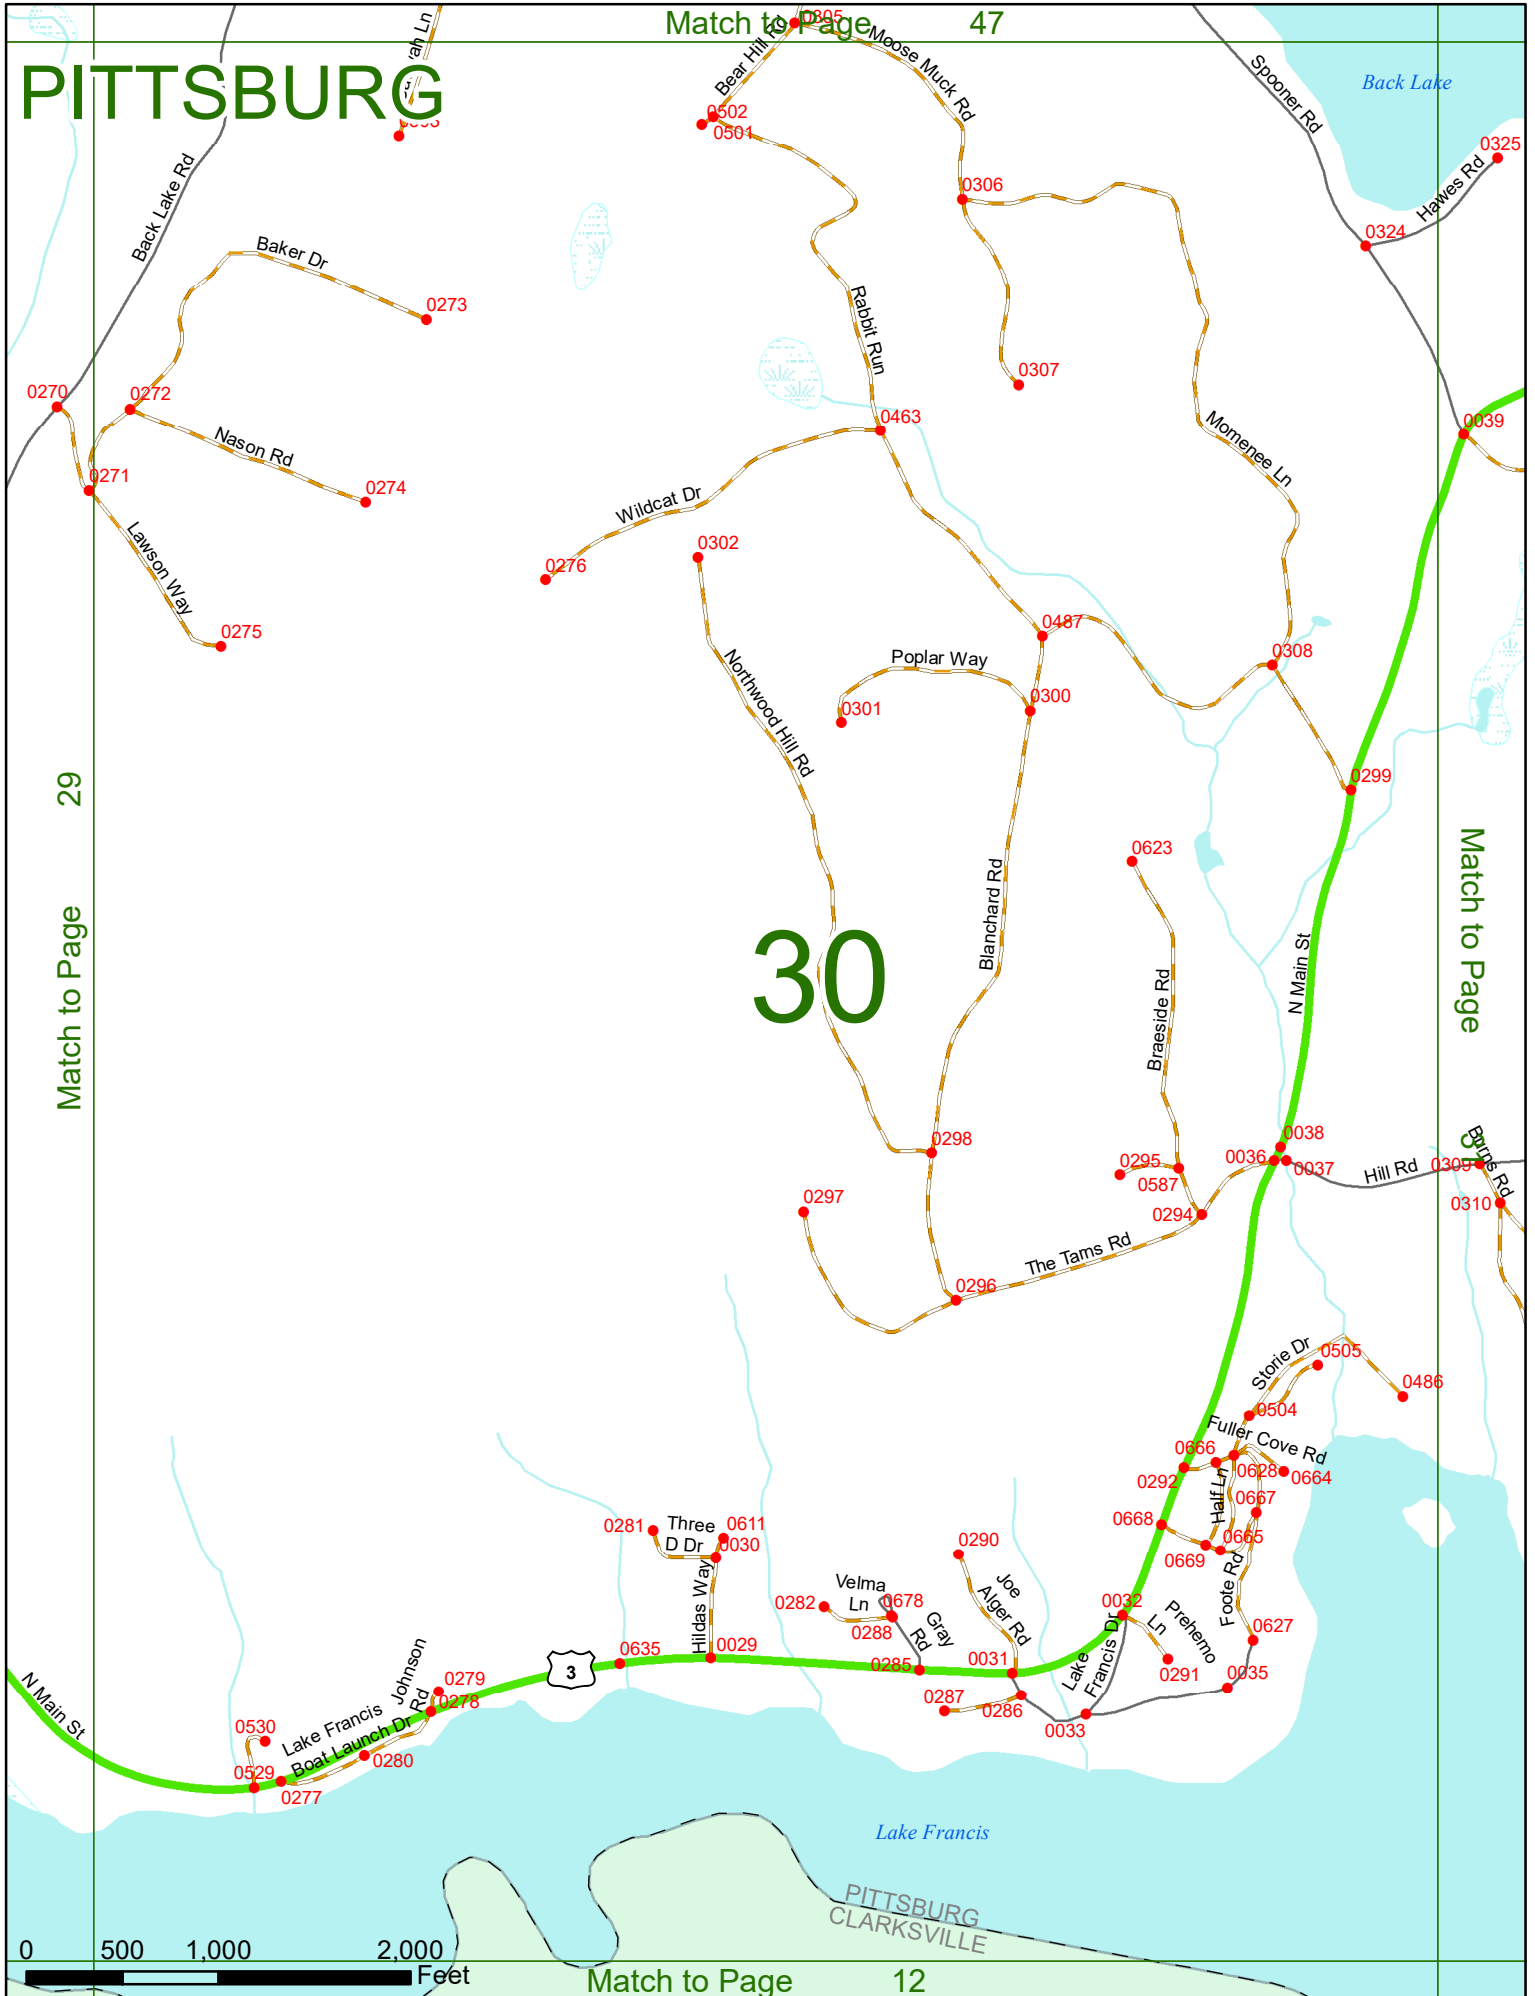 Match to Page 47
PITTSBURG
0305
Bear Hill Rd
Moose Muck Rd
Spooner Rd
Back Lake
0502
0501
0325
Hawes Rd
0324
Back Lake Rd
0306
Baker Dr
0273
Rabbit Run
0307
0270
0272
0463
0039
Nason Rd
Momenee Ln
0271
0274
Wildcat Dr
Lawson Way
0276
0302
0275
0487
Poplar Way
0308
0301
0300
Northwood Hill Rd
0299
Match to Page 29
Match to Page 31
0623
Blanchard Rd
30
N Main St
Braeside Rd
0298
0038
0036
0037
0295
0587
Hill Rd
0309
Burns Rd
0310
0297
0294
The Tams Rd
0296
Storie Dr
0505
0486
0504
Fuller Cove Rd
0666
0292
0628
0664
Half Ln
0667
0668
0281
Three
D Dr
0611
0030
0290
0669
0665
Joe
Alger Rd
Foote Rd
Velma
Ln
0282
0678
0288
Gray
Rd
0032
Prehemo
Ln
0627
Hildas Way
0635
0029
0285
0031
Lake
Francis Dr
0291
0035
3
Johnson
Rd
0279
0278
0287
0286
0033
N Main St
0530
Lake Francis
Boat Launch Dr
0280
0529
0277
Lake Francis
PITTSBURG
CLARKSVILLE
0 500 1,000 2,000
Feet
Match to Page 12